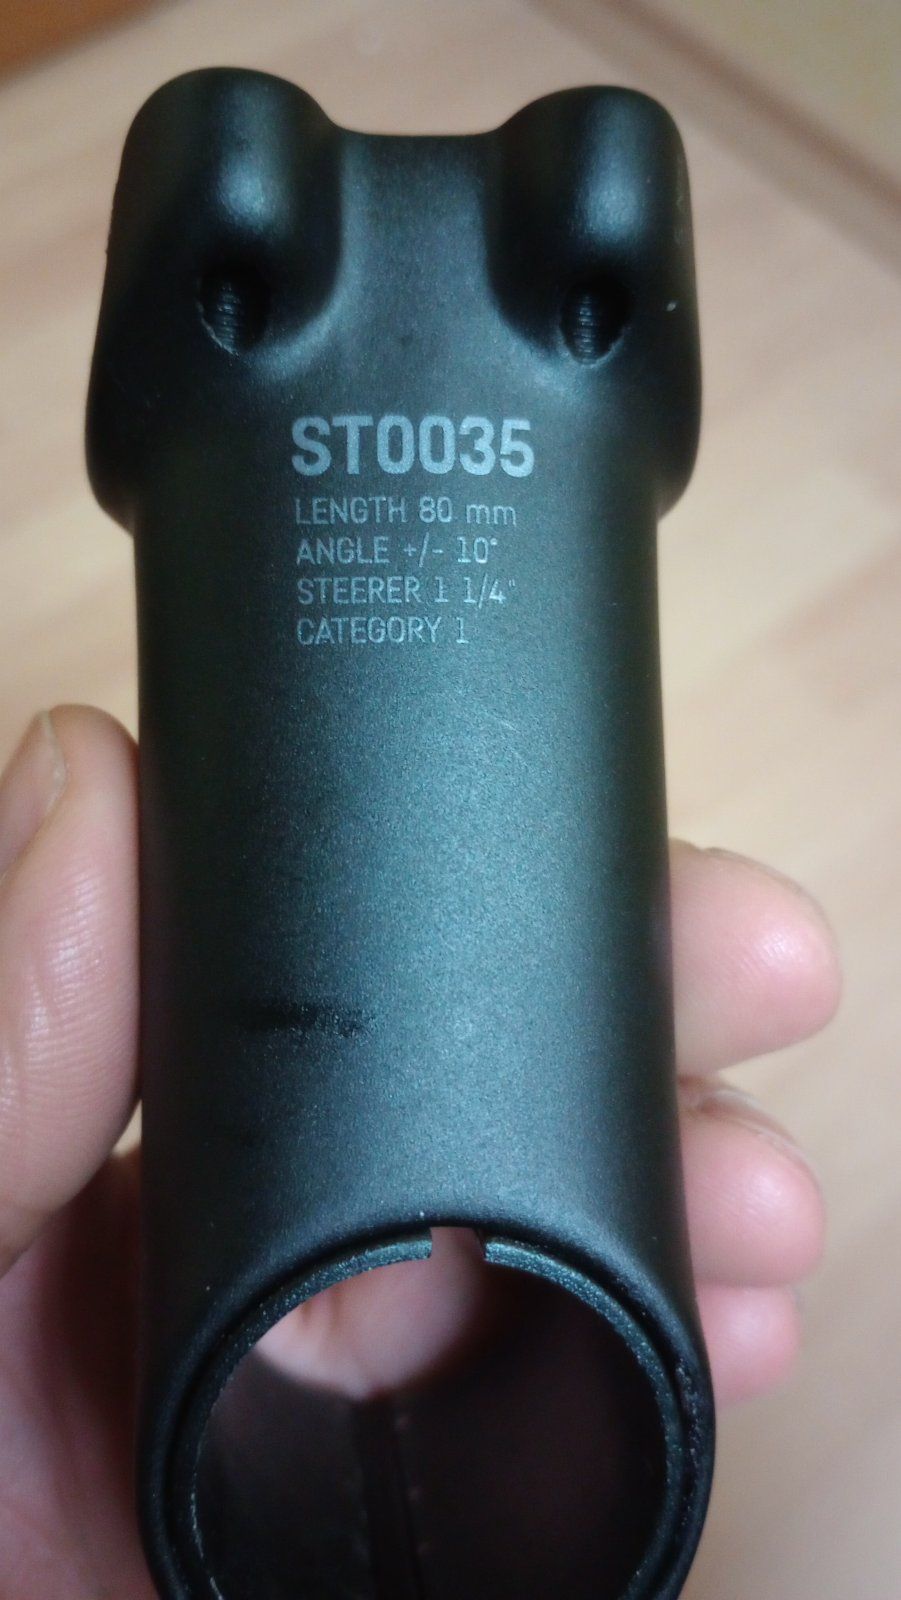 ST0035
LENGTH 80 mm
ANGLE +/- 10°
STEERER 1 1/4"
CATEGORY 1